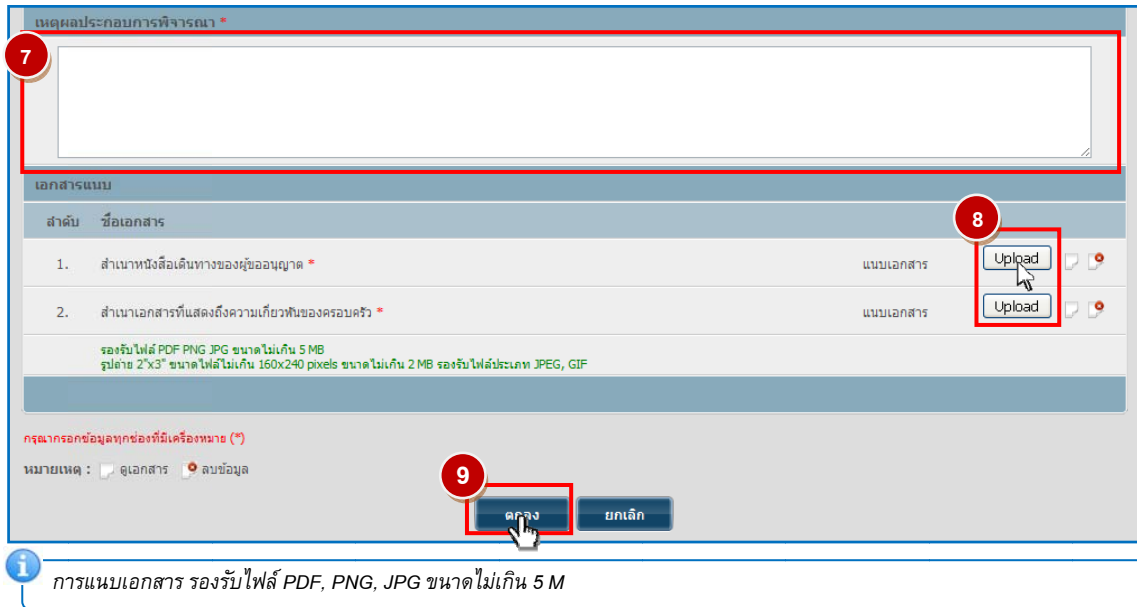 เหตุผลประกอบการพิจารณา *
7
เอกสารแนบ
ลำดับ ชื่อเอกสาร
8
1. สำเนาหนังสือเดินทางของผู้ขออนุญาต * แนบเอกสาร Upload
2. สำเนาเอกสารที่แสดงถึงความเกี่ยวพันของครอบครัว * แนบเอกสาร Upload
รองรับไฟล์ PDF PNG JPG ขนาดไม่เกิน 5 MB
รูปถ่าย 2"x3" ขนาดไฟล์ไม่เกิน 160x240 pixels ขนาดไม่เกิน 2 MB รองรับไฟล์ประเภท JPEG, GIF
กรุณากรอกข้อมูลทุกช่องที่มีเครื่องหมาย (*)
หมายเหตุ : ดูเอกสาร ลบข้อมูล
9
ตกลง ยกเลิก
การแนบเอกสาร รองรับไฟล์ PDF, PNG, JPG ขนาดไม่เกิน 5 M